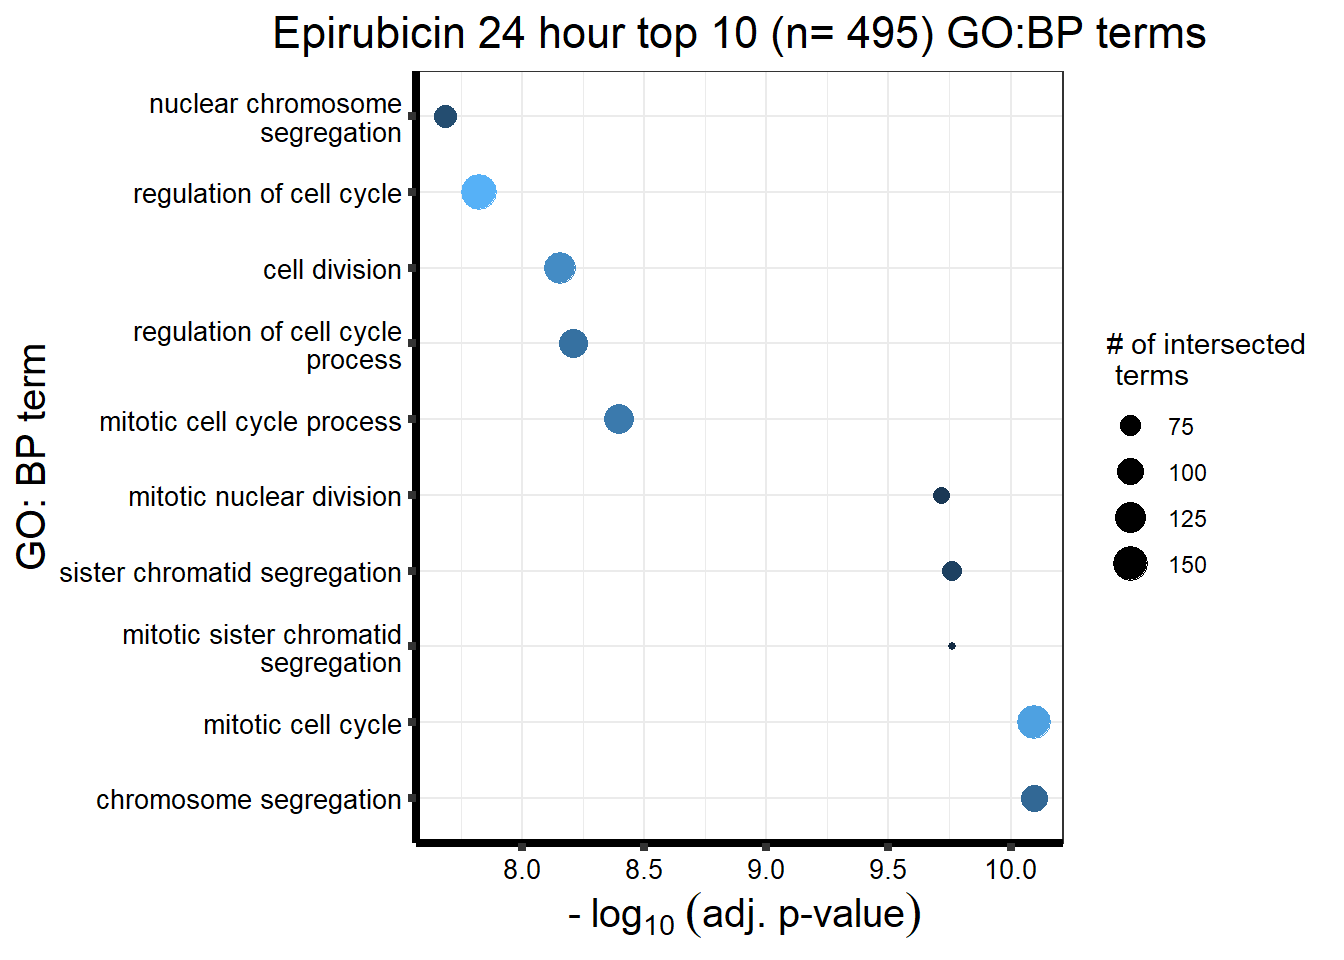 Epirubicin 24 hour top 10 (n= 495) GO:BP terms
GO: BP term
nuclear chromosome
segregation
regulation of cell cycle
cell division
regulation of cell cycle
process
mitotic cell cycle process
mitotic nuclear division
sister chromatid segregation
mitotic sister chromatid
segregation
mitotic cell cycle
chromosome segregation
8.0 8.5 9.0 9.5 10.0
- log10 (adj. p-value)
# of intersected
terms
75
100
125
150